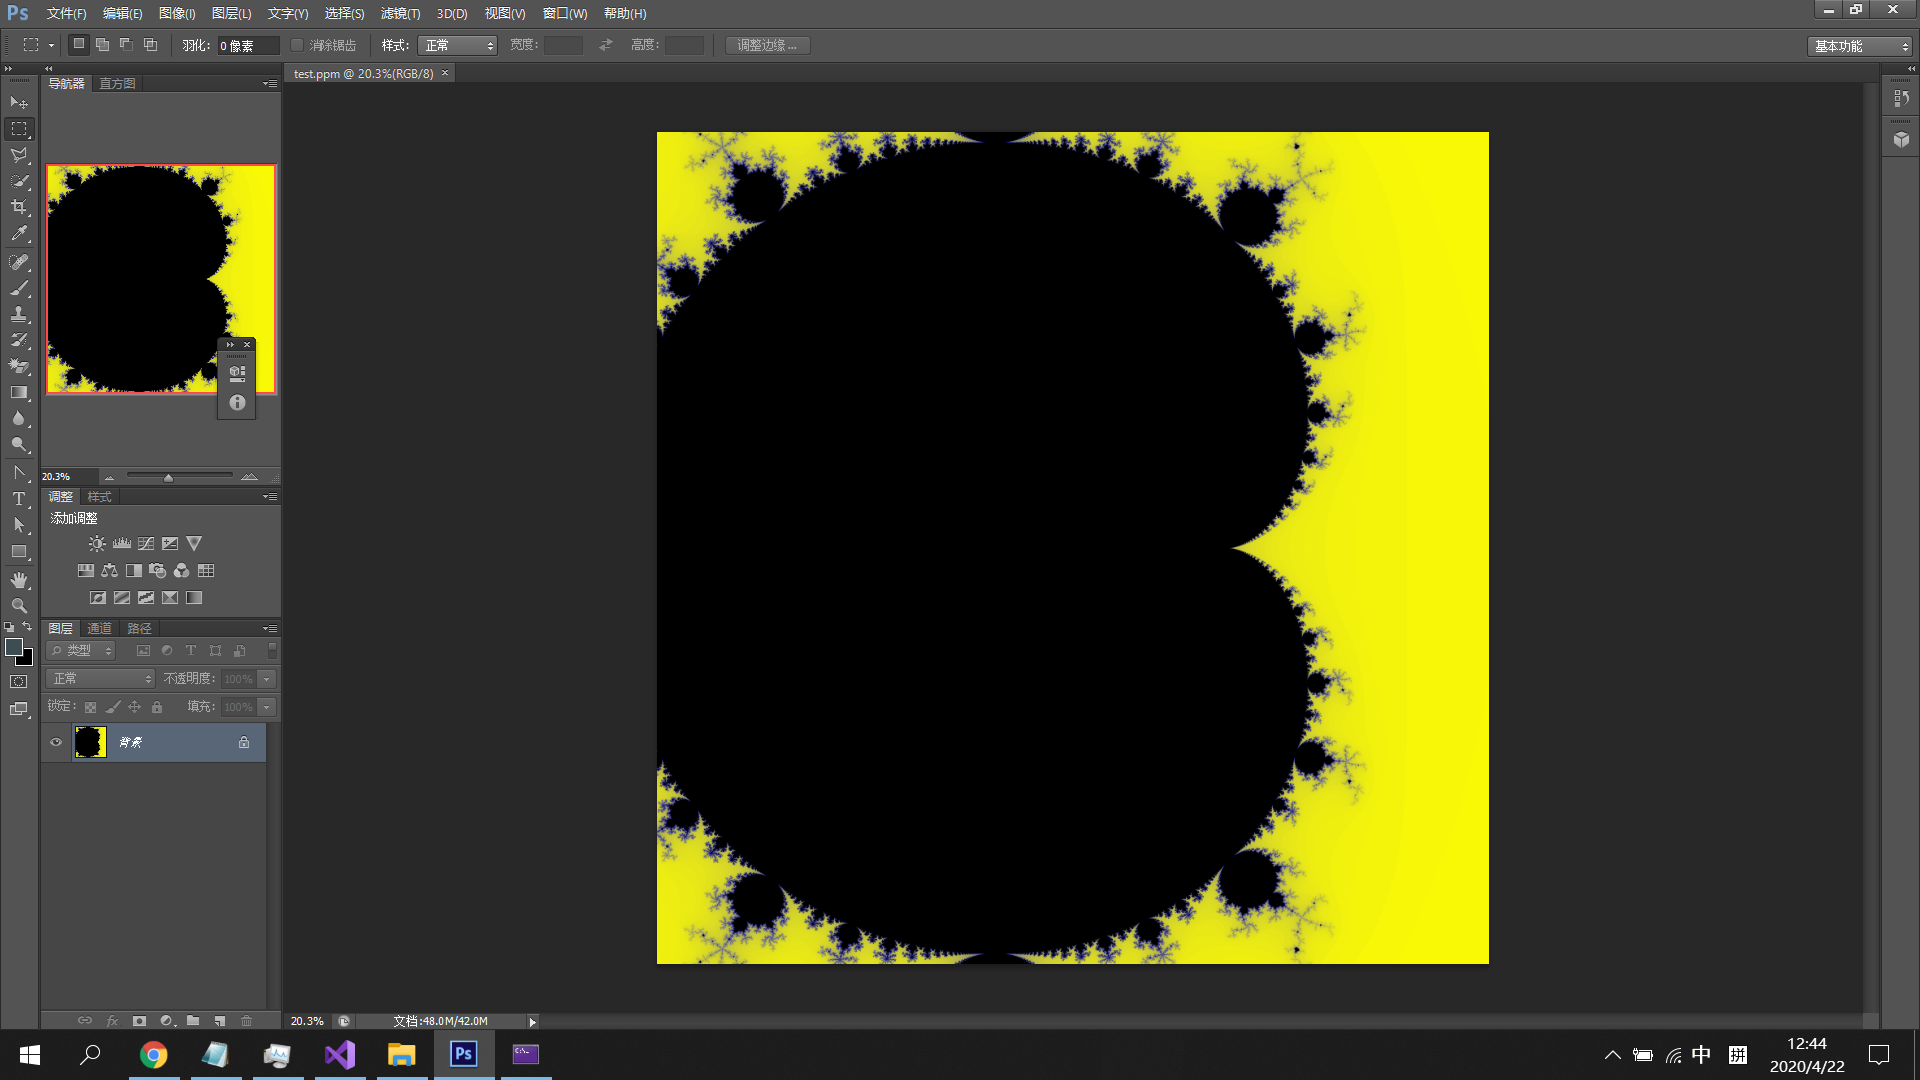 Ps 文件(F) 编辑(E) 图像(I) 图层(L) 文字(Y) 选择(S) 滤镜(T) 3D(D) 视图(V) 窗口(W) 帮助(H)
羽化: 0 像素 消除锯齿 样式: 正常 宽度: 高度: 调整边缘... 基本功能
test.ppm @ 20.3%(RGB/8) ×
导航器 直方图
20.3%
调整 样式
添加调整
图层 通道 路径
类型
正常 不透明度: 100%
锁定: 填充: 100%
背景
fx
20.3% 文档:48.0M/42.0M
Ps C:\. 中 拼
12:44
2020/4/22